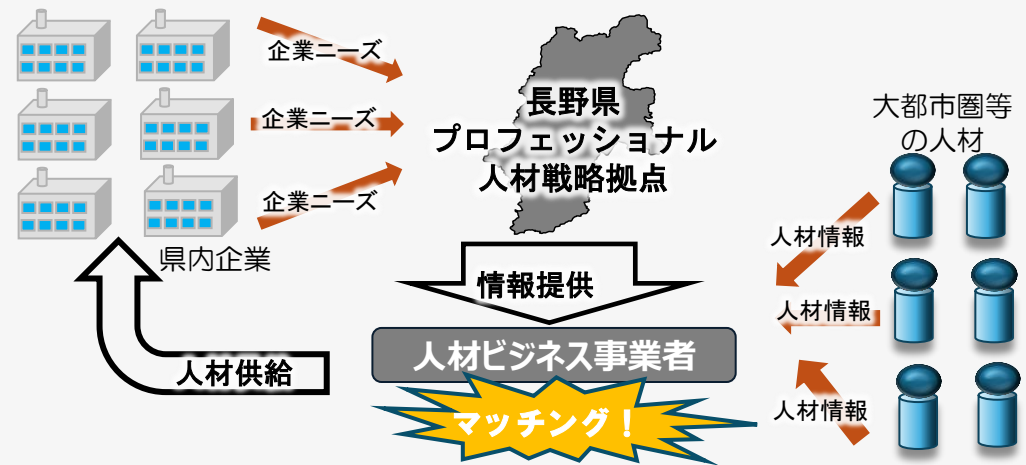 企業ニーズ
企業ニーズ
企業ニーズ
県内企業
長野県
プロフェッショナル
人材戦略拠点
大都市圏等
の人材
人材情報
人材情報
人材情報
情報提供
人材ビジネス事業者
マッチング！
人材供給